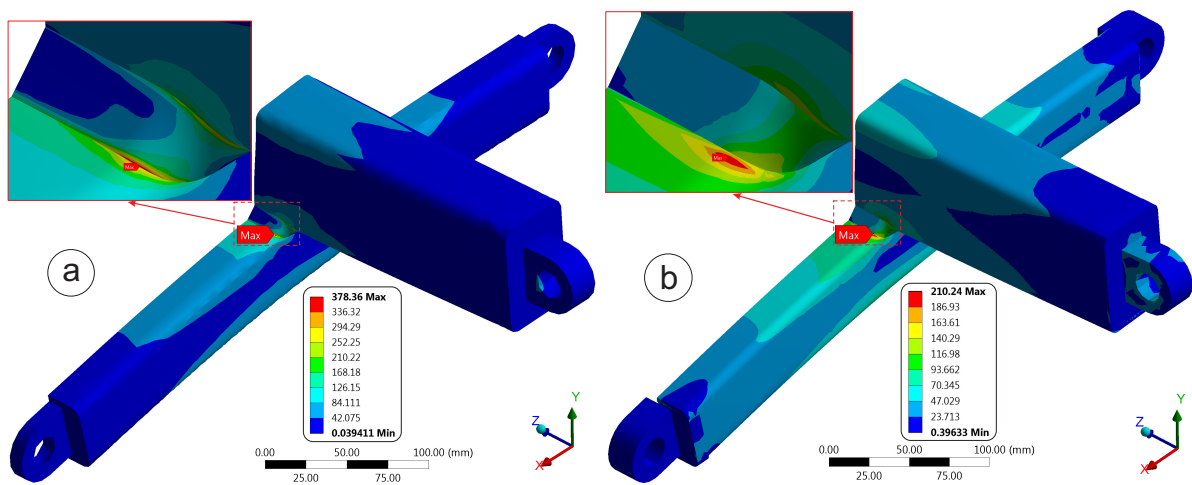 Max
Max
a
378.36 Max
336.32
294.29
252.25
210.22
168.18
126.15
84.111
42.075
0.039411 Min
0.00 50.00 100.00 (mm)
25.00 75.00
Y
Z
X
Max
Max
b
210.24 Max
186.93
163.61
140.29
116.98
93.662
70.345
47.029
23.713
0.39633 Min
0.00 50.00 100.00 (mm)
25.00 75.00
Y
Z
X